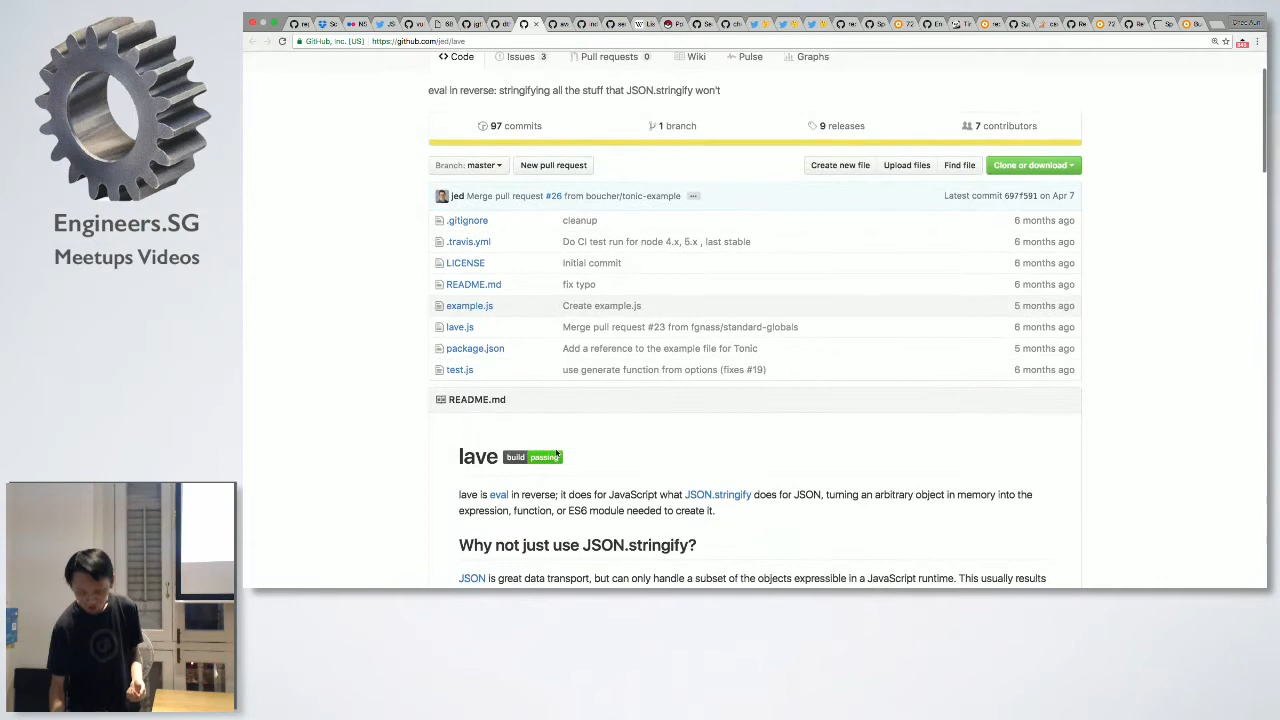 Engineers.SG
Meetups Videos
GitHub, Inc. [US]
https://github.com/jed/lave
Code
Issues 3
Pull requests 0
Wiki
Pulse
Graphs
eval in reverse: stringifying all the stuff that JSON.stringify won't
97 commits
1 branch
9 releases
7 contributors
Branch: master
New pull request
Create new file
Upload files
Find file
Clone or download
jed Merge pull request #26 from boucher/tonic-example
Latest commit 697f591 on Apr 7
.gitignore cleanup 6 months ago
.travis.yml Do CI test run for node 4.x, 5.x , last stable 6 months ago
LICENSE Initial commit 6 months ago
README.md fix typo 6 months ago
example.js Create example.js 5 months ago
lave.js Merge pull request #23 from fgnass/standard-globals 6 months ago
package.json Add a reference to the example file for Tonic 5 months ago
test.js use generate function from options (fixes #19) 6 months ago
README.md
lave build passing
lave is eval in reverse; it does for JavaScript what JSON.stringify does for JSON, turning an arbitrary object in memory into the
expression, function, or ES6 module needed to create it.
Why not just use JSON.stringify?
JSON is great data transport, but can only handle a subset of the objects expressible in a JavaScript runtime. This usually results